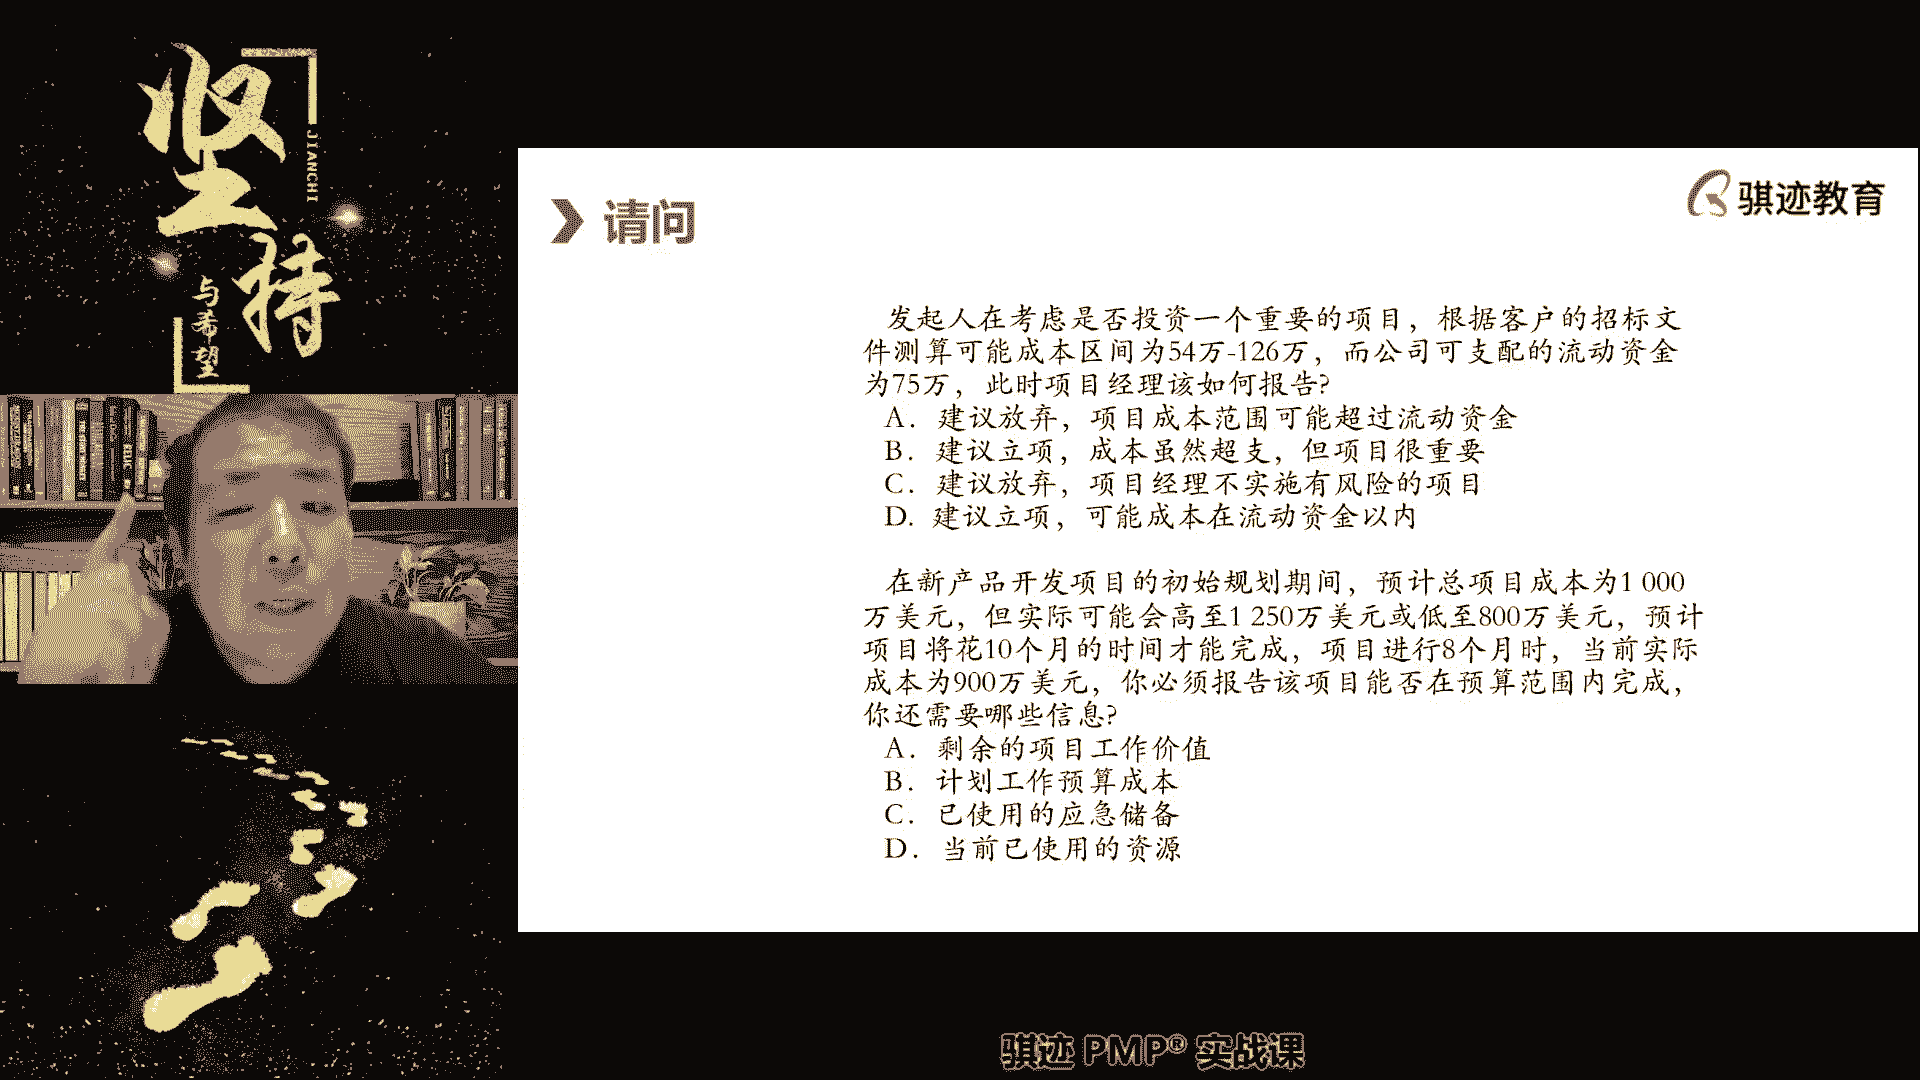 坚持
JIANCHI
与希望
请问
骐迹教育
发起人在考虑是否投资一个重要的项目，根据客户的招标文
件测算可能成本区间为54万-126万，而公司可支配的流动资金
为75万，此时项目经理该如何报告?
A. 建议放弃，项目成本范围可能超过流动资金
B. 建议立项，成本虽然超支，但项目很重要
C. 建议放弃，项目经理不实施有风险的项目
D. 建议立项，可能成本在流动资金以内
在新产品开发项目的初始规划期间，预计总项目成本为1 000
万美元，但实际可能会高至1 250万美元或低至800万美元，预计
项目将花10个月的时间才能完成，项目进行8个月时，当前实际
成本为900万美元，你必须报告该项目能否在预算范围内完成，
你还需要哪些信息?
A. 剩余的项目工作价值
B. 计划工作预算成本
C. 已使用的应急储备
D. 当前已使用的资源
骐迹 PMP® 实战课